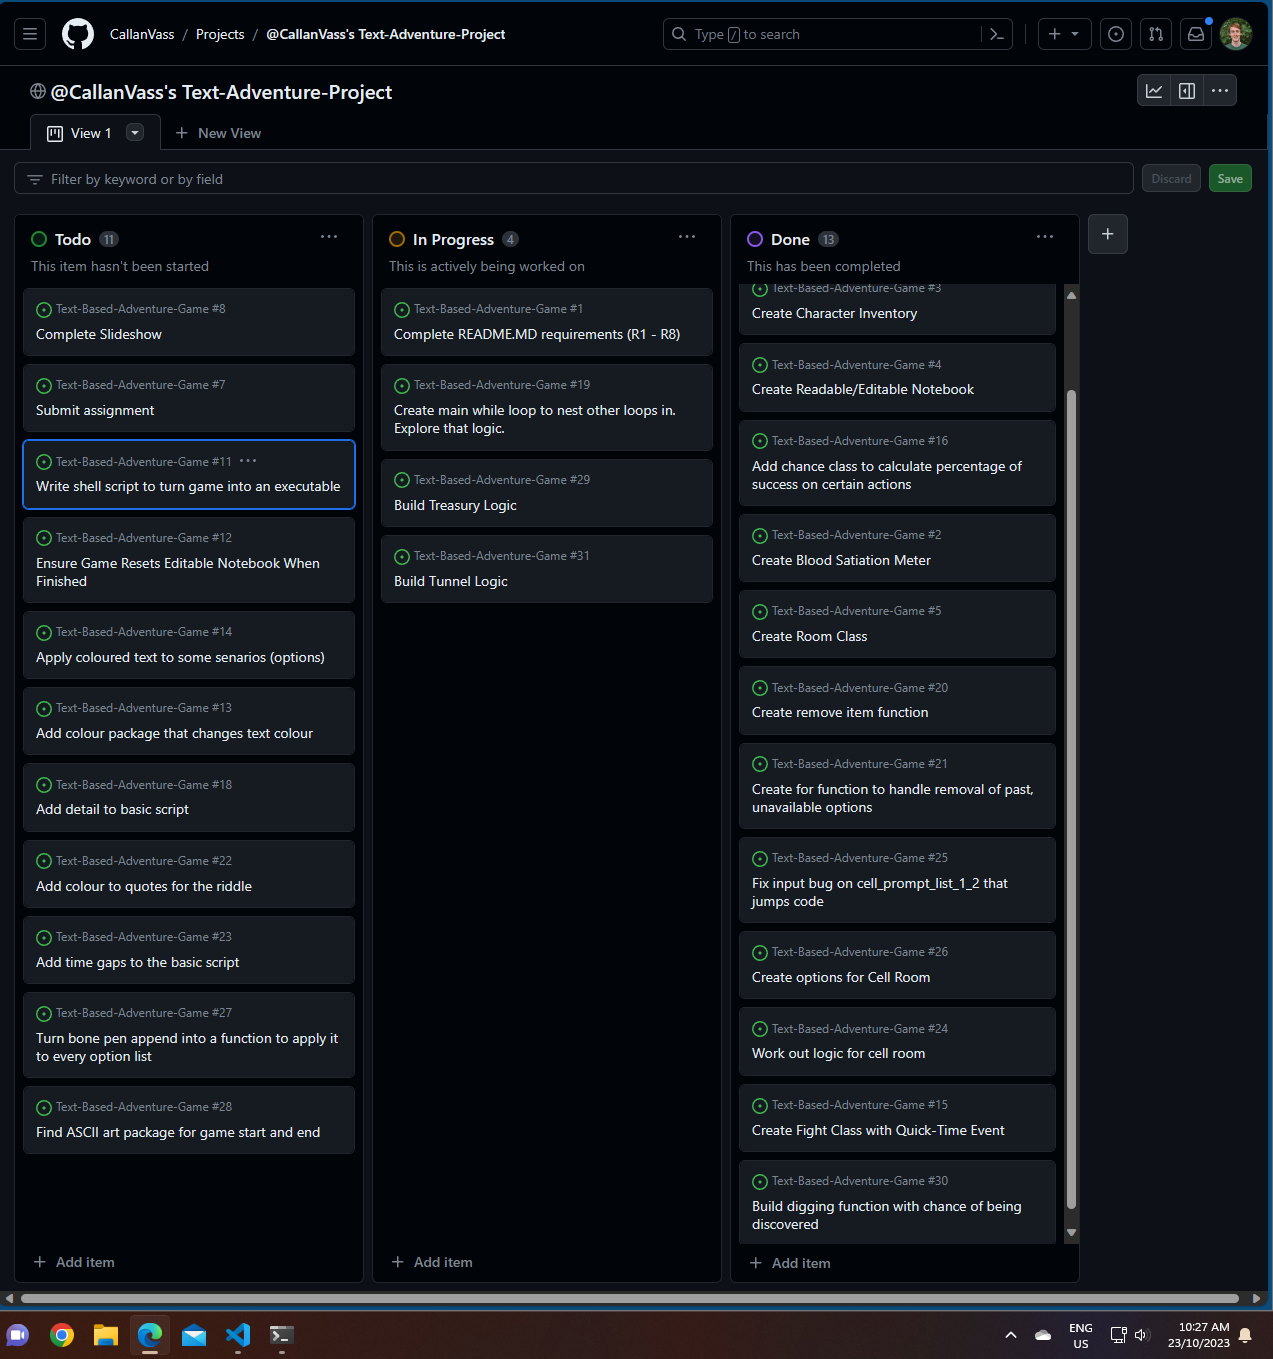 CallanVass / Projects / @CallanVass's Text-Adventure-Project
Type / to search
@CallanVass's Text-Adventure-Project
View 1
New View
Filter by keyword or by field
Discard
Save
Todo 11
This item hasn't been started
Text-Based-Adventure-Game #8
Complete Slideshow
Text-Based-Adventure-Game #7
Submit assignment
Text-Based-Adventure-Game #11
Write shell script to turn game into an executable
Text-Based-Adventure-Game #12
Ensure Game Resets Editable Notebook When
Finished
Text-Based-Adventure-Game #14
Apply coloured text to some senarios (options)
Text-Based-Adventure-Game #13
Add colour package that changes text colour
Text-Based-Adventure-Game #18
Add detail to basic script
Text-Based-Adventure-Game #22
Add colour to quotes for the riddle
Text-Based-Adventure-Game #23
Add time gaps to the basic script
Text-Based-Adventure-Game #27
Turn bone pen append into a function to apply it
to every option list
Text-Based-Adventure-Game #28
Find ASCII art package for game start and end
Add item
In Progress 4
This is actively being worked on
Text-Based-Adventure-Game #1
Complete README.MD requirements (R1 - R8)
Text-Based-Adventure-Game #19
Create main while loop to nest other loops in.
Explore that logic.
Text-Based-Adventure-Game #29
Build Treasury Logic
Text-Based-Adventure-Game #31
Build Tunnel Logic
Add item
Done 13
This has been completed
Text-Based-Adventure-Game #3
Create Character Inventory
Text-Based-Adventure-Game #4
Create Readable/Editable Notebook
Text-Based-Adventure-Game #16
Add chance class to calculate percentage of
success on certain actions
Text-Based-Adventure-Game #2
Create Blood Satiation Meter
Text-Based-Adventure-Game #5
Create Room Class
Text-Based-Adventure-Game #20
Create remove item function
Text-Based-Adventure-Game #21
Create for function to handle removal of past,
unavailable options
Text-Based-Adventure-Game #25
Fix input bug on cell_prompt_list_1_2 that
jumps code
Text-Based-Adventure-Game #26
Create options for Cell Room
Text-Based-Adventure-Game #24
Work out logic for cell room
Text-Based-Adventure-Game #15
Create Fight Class with Quick-Time Event
Text-Based-Adventure-Game #30
Build digging function with chance of being
discovered
Add item
ENG
US
10:27 AM
23/10/2023